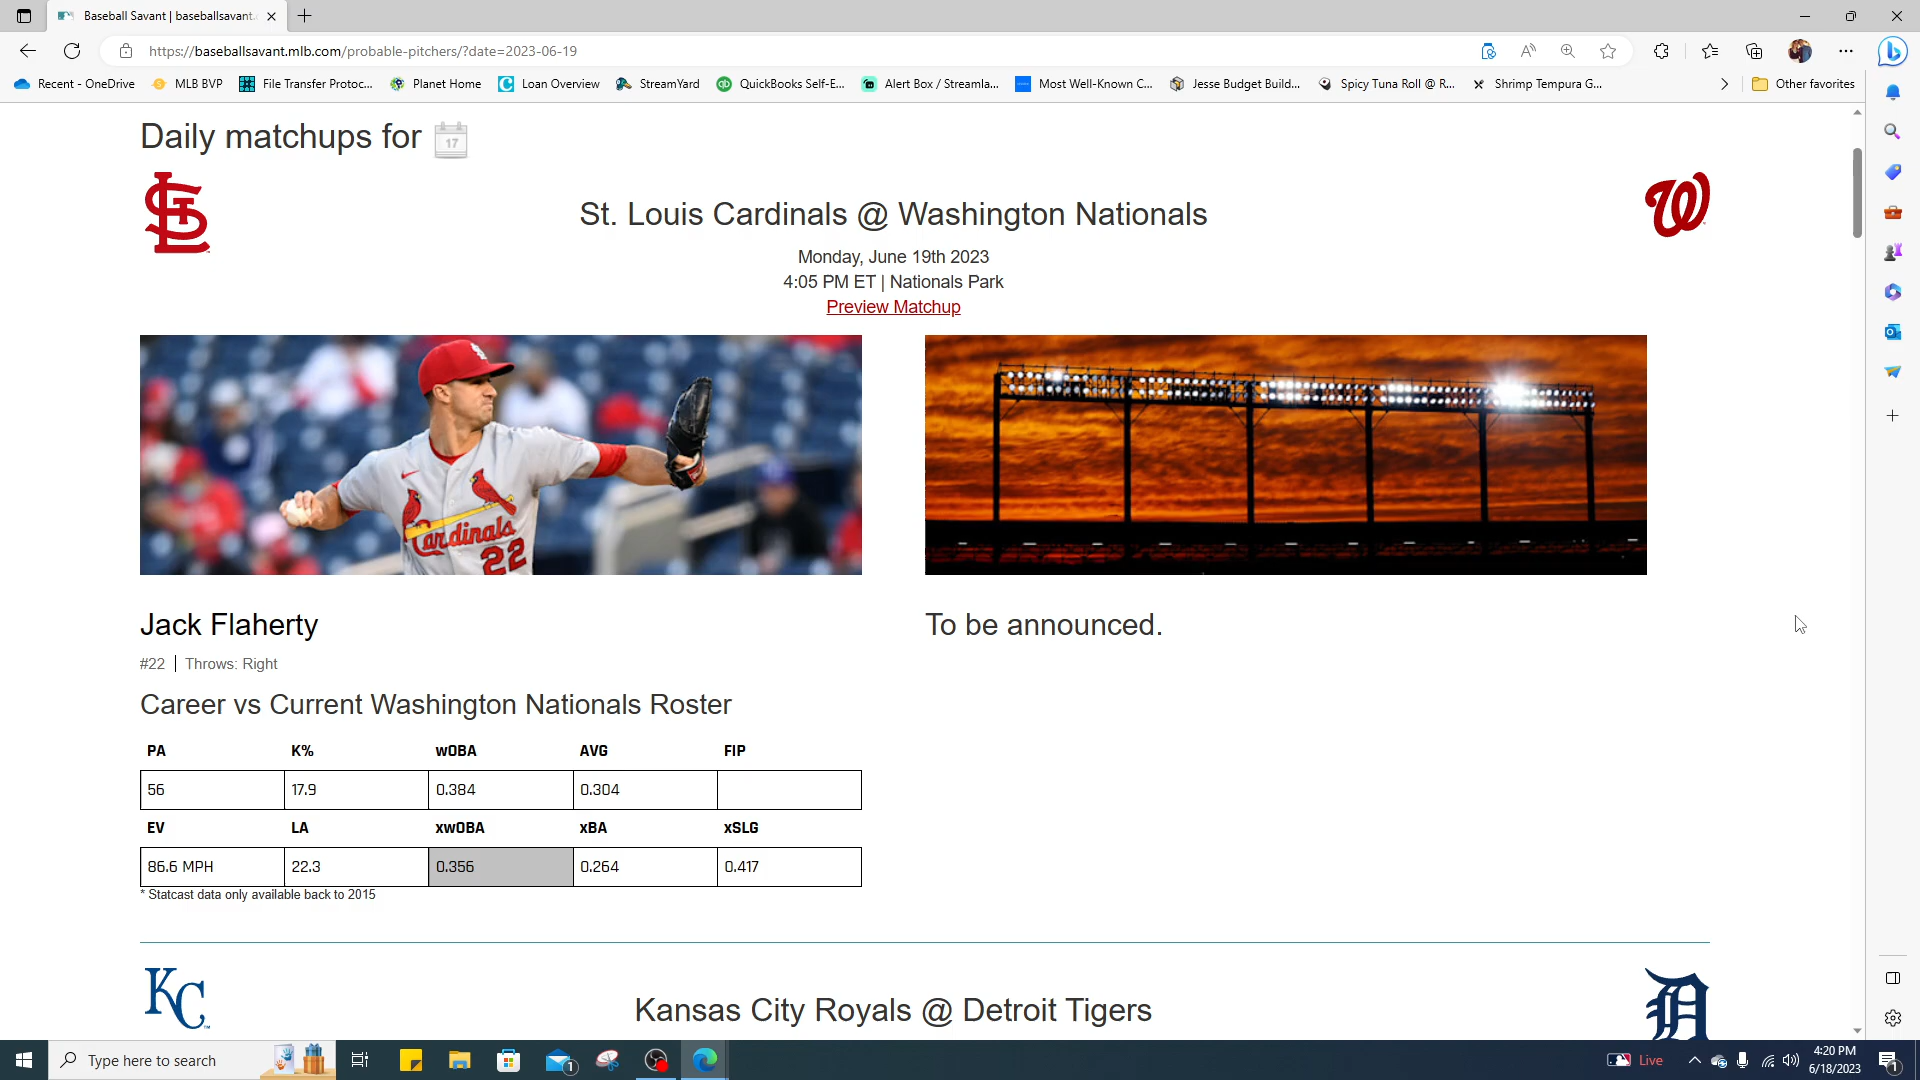 Baseball Savant | baseballsavant.
https://baseballsavant.mlb.com/probable-pitchers/?date=2023-06-19
Recent - OneDrive
MLB BVP
File Transfer Protoc...
Planet Home
Loan Overview
StreamYard
QuickBooks Self-E...
Alert Box / Streamla...
Most Well-Known C...
Jesse Budget Build...
Spicy Tuna Roll @ R...
Shrimp Tempura G...
Other favorites
Daily matchups for 17
St. Louis Cardinals @ Washington Nationals
Monday, June 19th 2023
4:05 PM ET | Nationals Park
Preview Matchup
Cardinals
22
Jack Flaherty
To be announced.
#22 | Throws: Right
Career vs Current Washington Nationals Roster
PA K% wOBA AVG FIP
56 17.9 0.384 0.304
EV LA xwOBA xBA xSLG
86.6 MPH 22.3 0.356 0.264 0.417
* Statcast data only available back to 2015
Kansas City Royals @ Detroit Tigers
Type here to search
1
Live
4:20 PM
6/18/2023
1